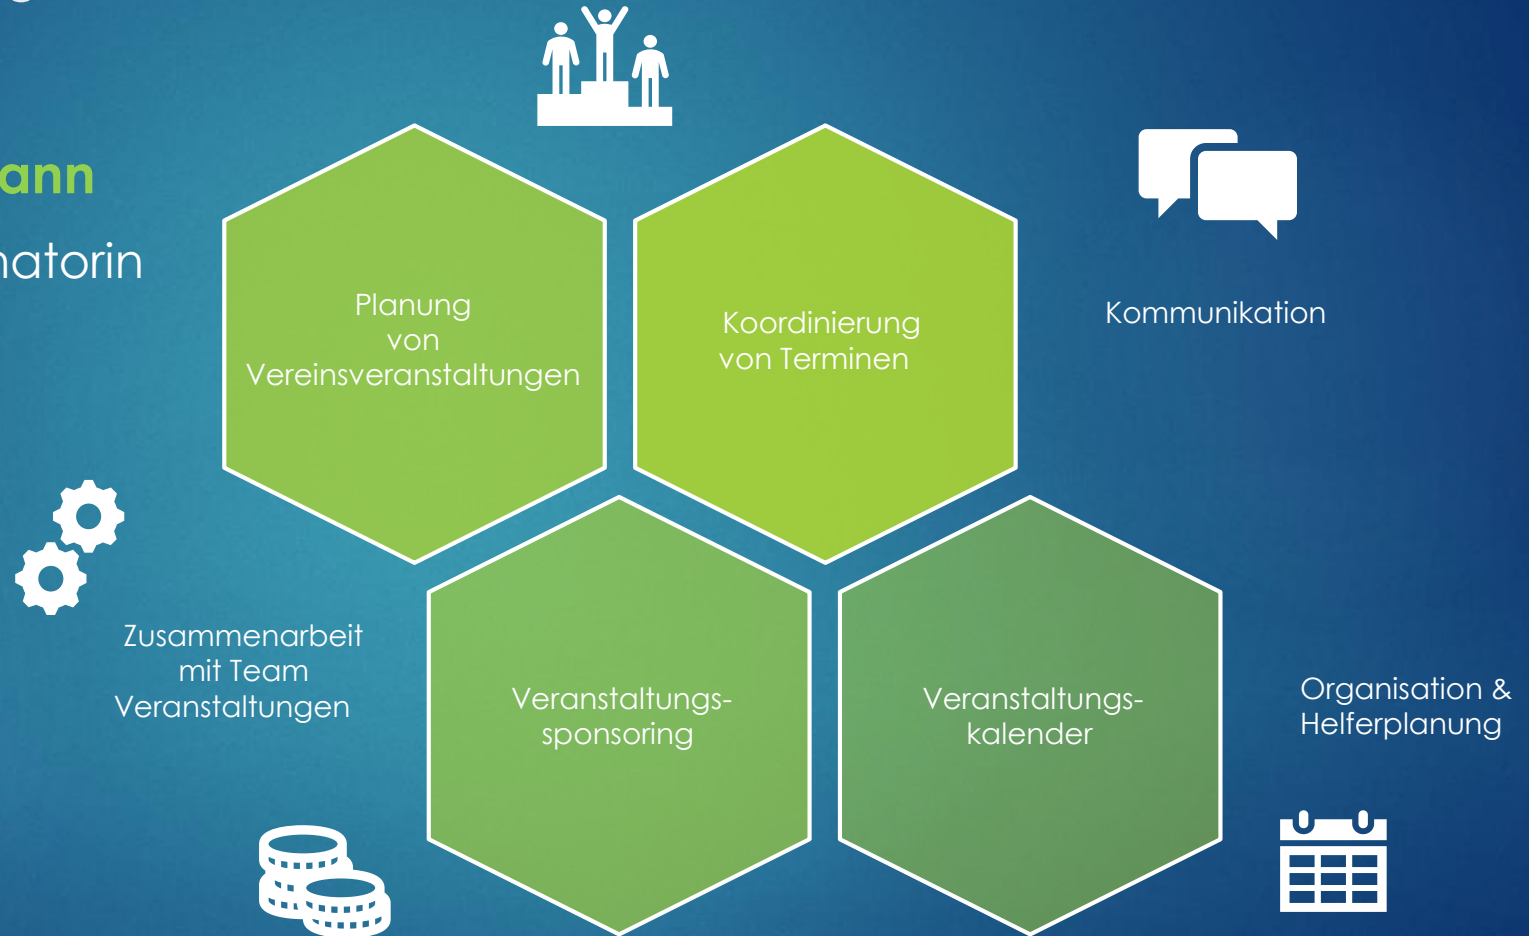 ann
natorin
Planung
von
Vereinsveranstaltungen
Koordinierung
von Terminen
Kommunikation
Zusammenarbeit
mit Team
Veranstaltungen
Veranstaltungs-
sponsoring
Veranstaltungs-
kalender
Organisation &
Helferplanung